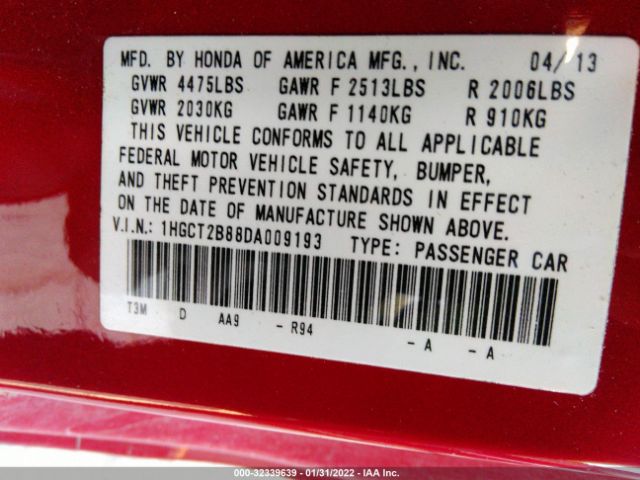 MFD. BY HONDA OF AMERICA MFG., INC. 04/13
GVWR 4475LBS GAWR F 2513LBS R 2006LBS
GVWR 2030KG GAWR F 1140KG R 910KG
THIS VEHICLE CONFORMS TO ALL APPLICABLE
FEDERAL MOTOR VEHICLE SAFETY, BUMPER,
AND THEFT PREVENTION STANDARDS IN EFFECT
ON THE DATE OF MANUFACTURE SHOWN ABOVE.
V.I.N.: 1HGCT2B88DA009193 TYPE: PASSENGER CAR
T3M D AA9 - R94 - A - A
000-32339639 - 01/31/2022 - IAA Inc.